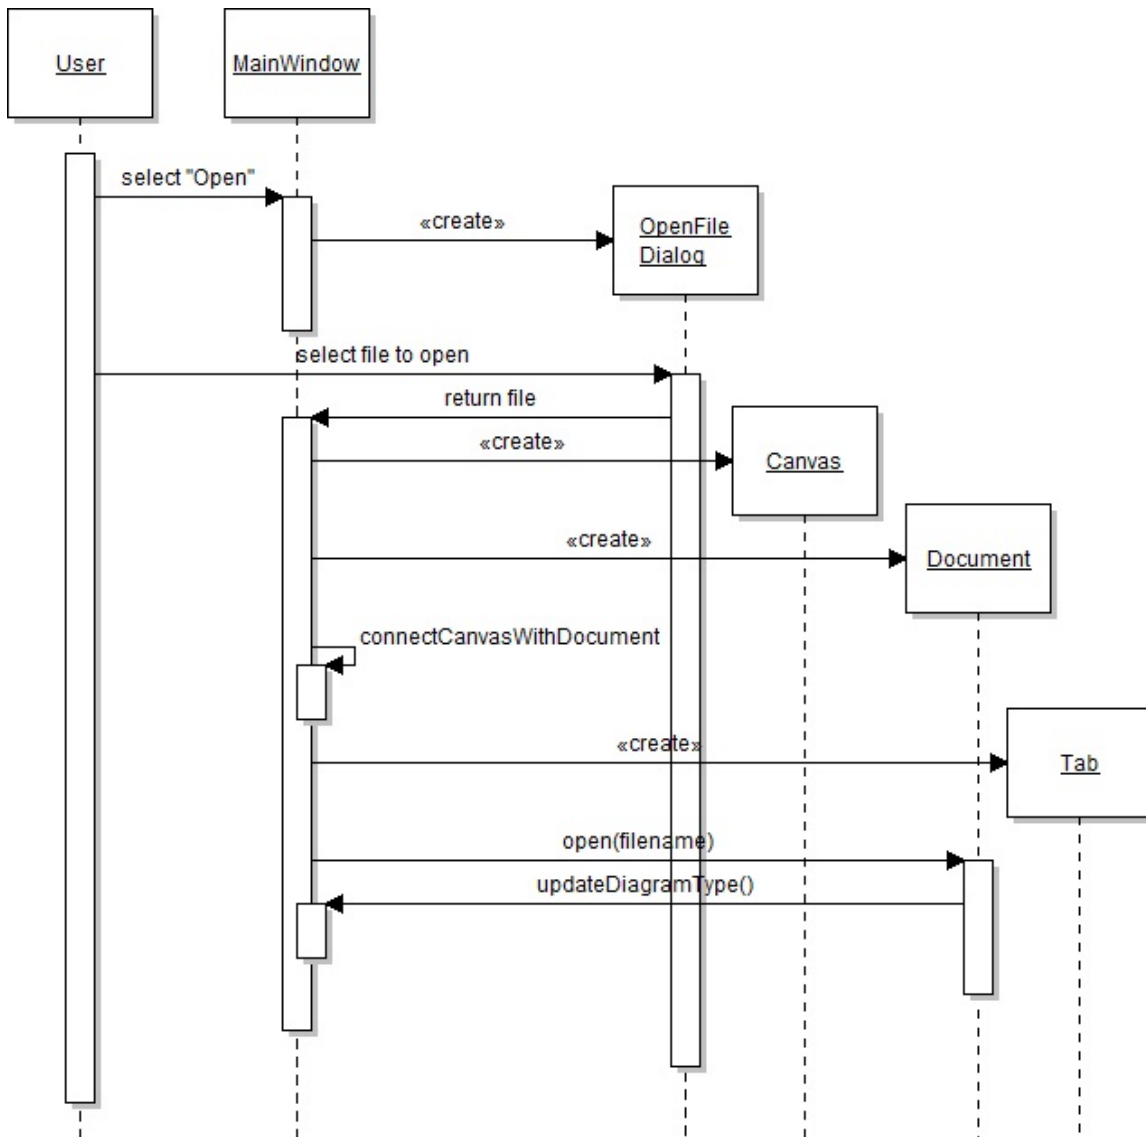 User
MainWindow
select "Open"
«create»
OpenFile
Dialog
select file to open
return file
«create»
Canvas
«create»
Document
connectCanvasWithDocument
«create»
Tab
open(filename)
updateDiagramType()